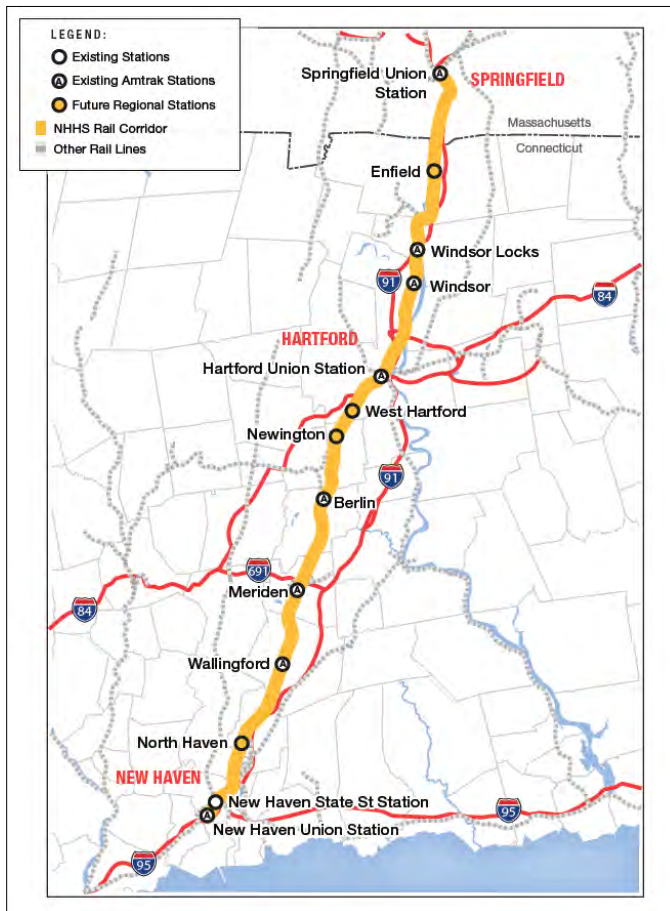 LEGEND:
Existing Stations
A Existing Amtrak Stations
Future Regional Stations
NHHS Rail Corridor
Other Rail Lines
Springfield Union
Station
A
SPRINGFIELD
Massachusetts
Connecticut
Enfield
A Windsor Locks
91
A Windsor
84
HARTFORD
Hartford Union Station A
West Hartford
Newington
91
A
Berlin
691
Meriden A
84
Wallingford A
North Haven
NEW HAVEN
New Haven State St Station
A
New Haven Union Station
95
95